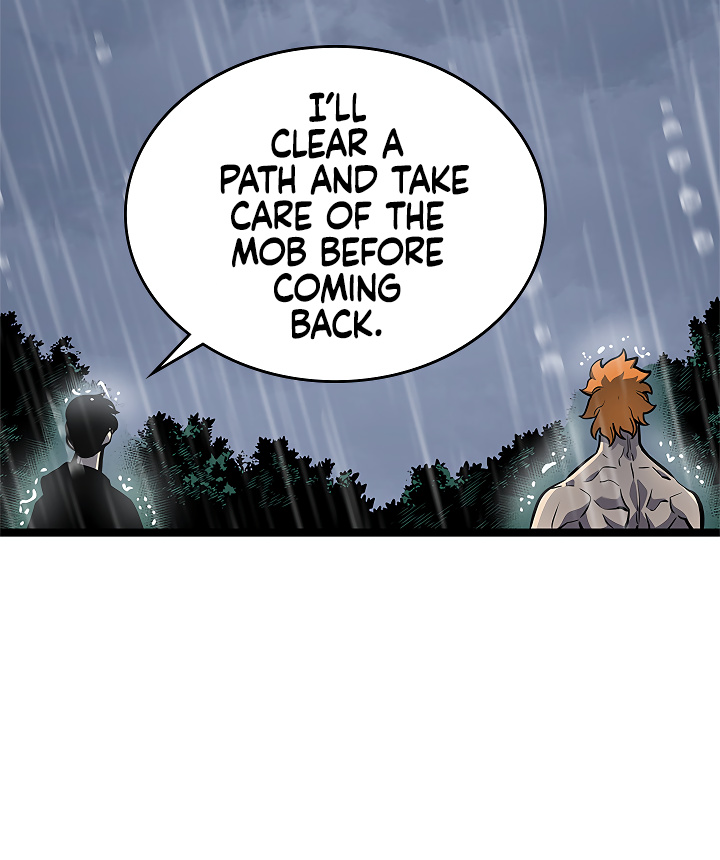 I'LL
CLEAR A
PATH AND TAKE
CARE OF THE
MOB BEFORE
COMING
BACK.